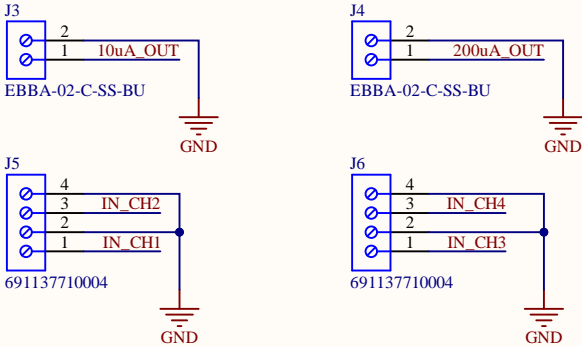 J3
2
1 10uA_OUT
EBBA-02-C-SS-BU
GND
J4
2
1 200uA_OUT
EBBA-02-C-SS-BU
GND
J5
4
3 IN_CH2
2
1 IN_CH1
691137710004
GND
J6
4
3 IN_CH4
2
1 IN_CH3
691137710004
GND